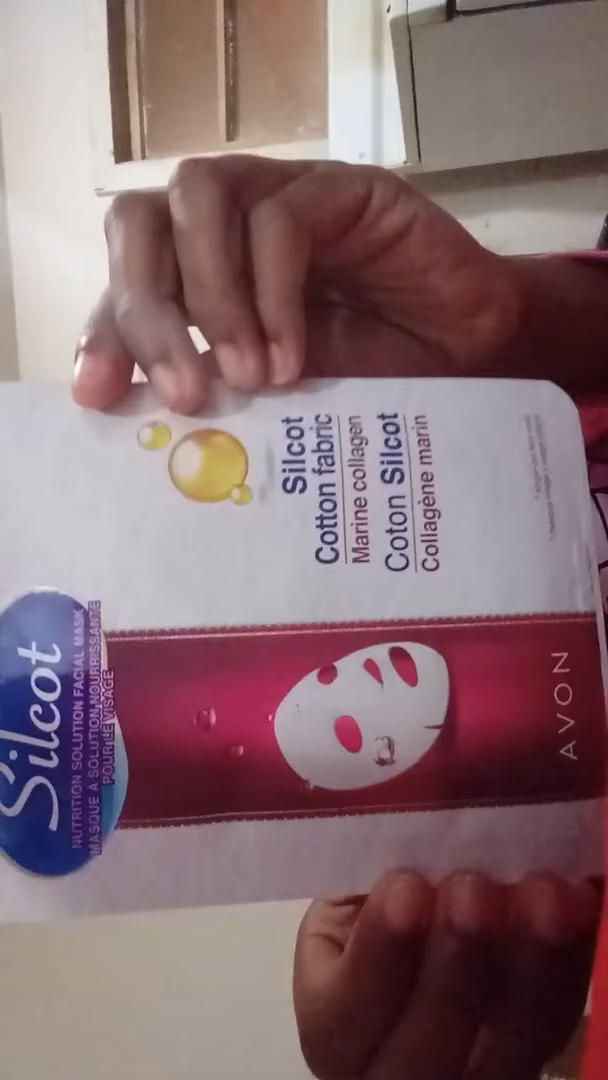 Silcot
NUTRITION SOLUTION FACIAL MASK
MASQUE À SOLUTION NOURRISSANTE
POUR LE VISAGE
Silcot
Cotton fabric
Marine collagen
Coton Silcot
Collagène marin
AVON